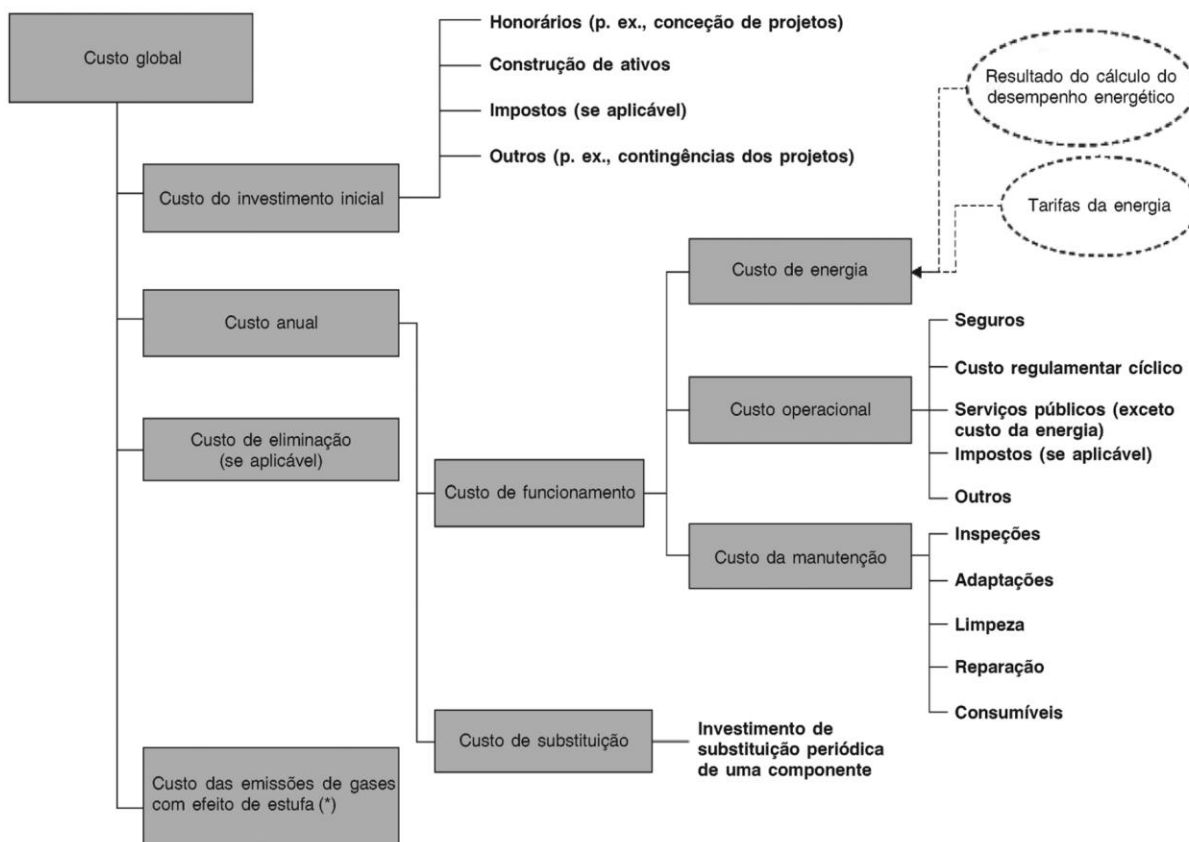 Custo global
Honorários (p. ex., conceção de projetos)
Construção de ativos
Impostos (se aplicável)
Outros (p. ex., contingências dos projetos)
Custo do investimento inicial
Resultado do cálculo do
desempenho energético
Tarifas da energia
Custo de energia
Custo anual
Seguros
Custo regulamentar cíclico
Custo operacional
Serviços públicos (exceto
custo da energia)
Impostos (se aplicável)
Outros
Custo de eliminação
(se aplicável)
Custo de funcionamento
Custo da manutenção
Inspeções
Adaptações
Limpeza
Reparação
Consumíveis
Custo de substituição
Investimento de
substituição periódica
de uma componente
Custo das emissões de gases
com efeito de estufa (*)